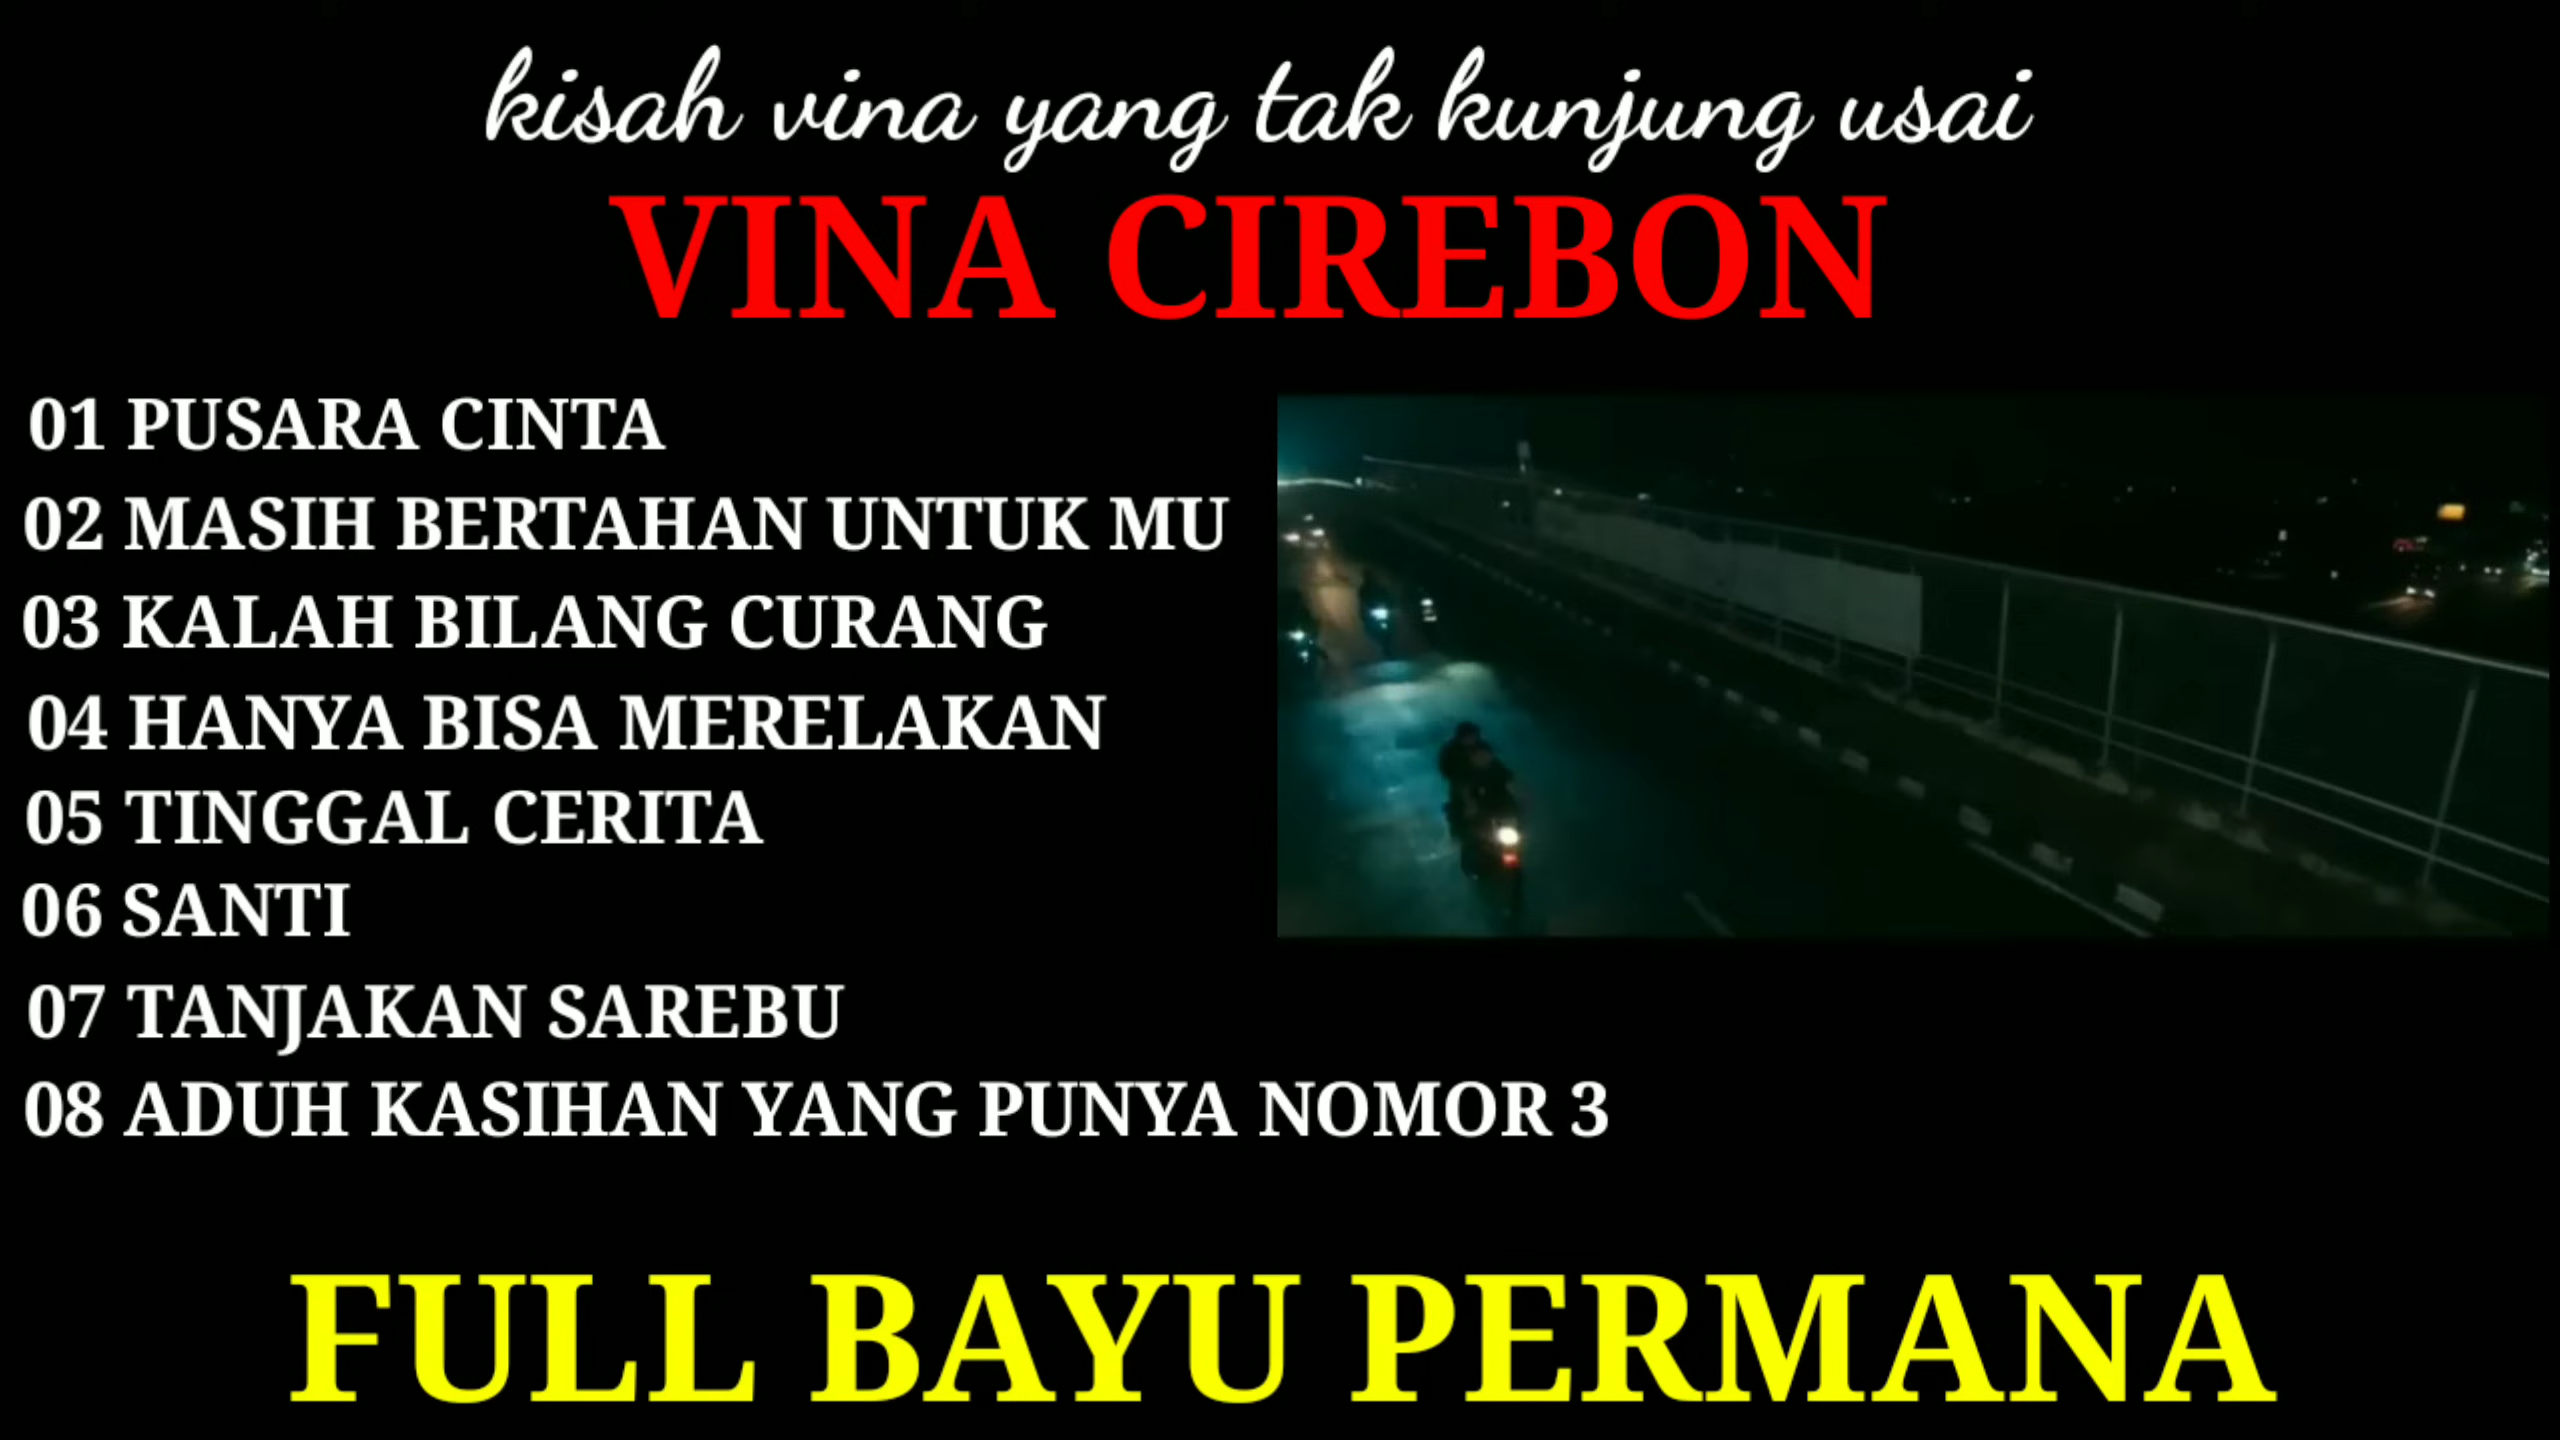 kisah vina yang tak kunjung usai
VINA CIREBON
01 PUSARA CINTA
02 MASIH BERTAHAN UNTUK MU
03 KALAH BILANG CURANG
04 HANYA BISA MERELAKAN
05 TINGGAL CERITA
06 SANTI
07 TANJAKAN SAREBU
08 ADUH KASIHAN YANG PUNYA NOMOR 3
FULL BAYU PERMANA